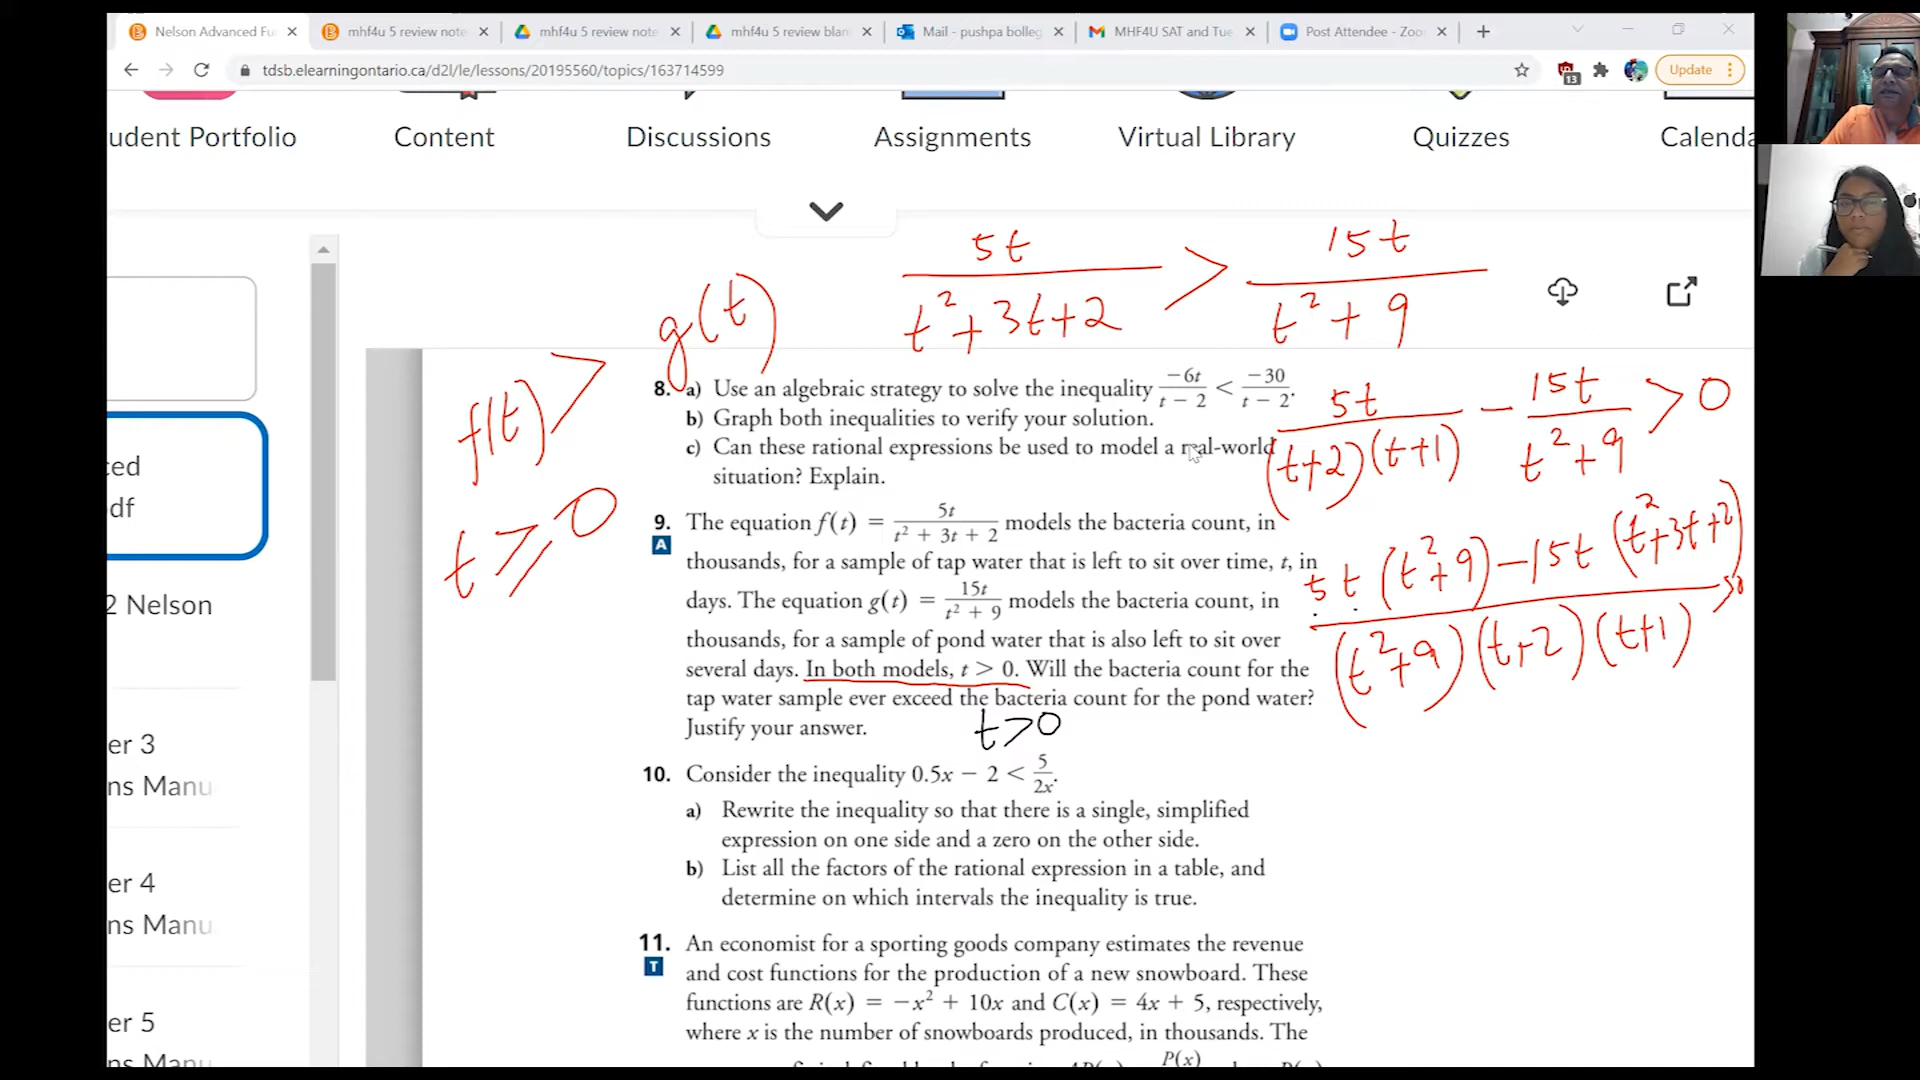 Nelson Advanced Fu
mhf4u 5 review note
mhf4u 5 review note
mhf4u 5 review blan
Mail - pushpa bolleg
MHF4U SAT and Tue
Post Attendee - Zoo
tdsb.elearningontario.ca/d2l/le/lessons/20195560/topics/163714599
13
Update
udent Portfolio
Content
Discussions
Assignments
Virtual Library
Quizzes
Calenda
5t / t² + 3t + 2 > 15t / t² + 9
f(t) > g(t)
t ≥ 0
8. a) Use an algebraic strategy to solve the inequality −6t / t − 2 < −30 / t − 2.
b) Graph both inequalities to verify your solution.
c) Can these rational expressions be used to model a real-world
situation? Explain.
5t / (t+2)(t+1) − 15t / t² + 9 > 0
5t (t² + 9) − 15t (t² + 3t + 2) / (t² + 9)(t+2)(t+1) > 0
9. The equation f(t) = 5t / t² + 3t + 2 models the bacteria count, in
A
thousands, for a sample of tap water that is left to sit over time, t, in
days. The equation g(t) = 15t / t² + 9 models the bacteria count, in
thousands, for a sample of pond water that is also left to sit over
several days. In both models, t > 0. Will the bacteria count for the
tap water sample ever exceed the bacteria count for the pond water?
Justify your answer.
t > 0
10. Consider the inequality 0.5x − 2 < 5 / 2x.
a) Rewrite the inequality so that there is a single, simplified
expression on one side and a zero on the other side.
b) List all the factors of the rational expression in a table, and
determine on which intervals the inequality is true.
11. An economist for a sporting goods company estimates the revenue
T
and cost functions for the production of a new snowboard. These
functions are R(x) = −x² + 10x and C(x) = 4x + 5, respectively,
where x is the number of snowboards produced, in thousands. The
P(x)
ced
df
2 Nelson
er 3
ns Manu
er 4
ns Manu
er 5
ns Manu